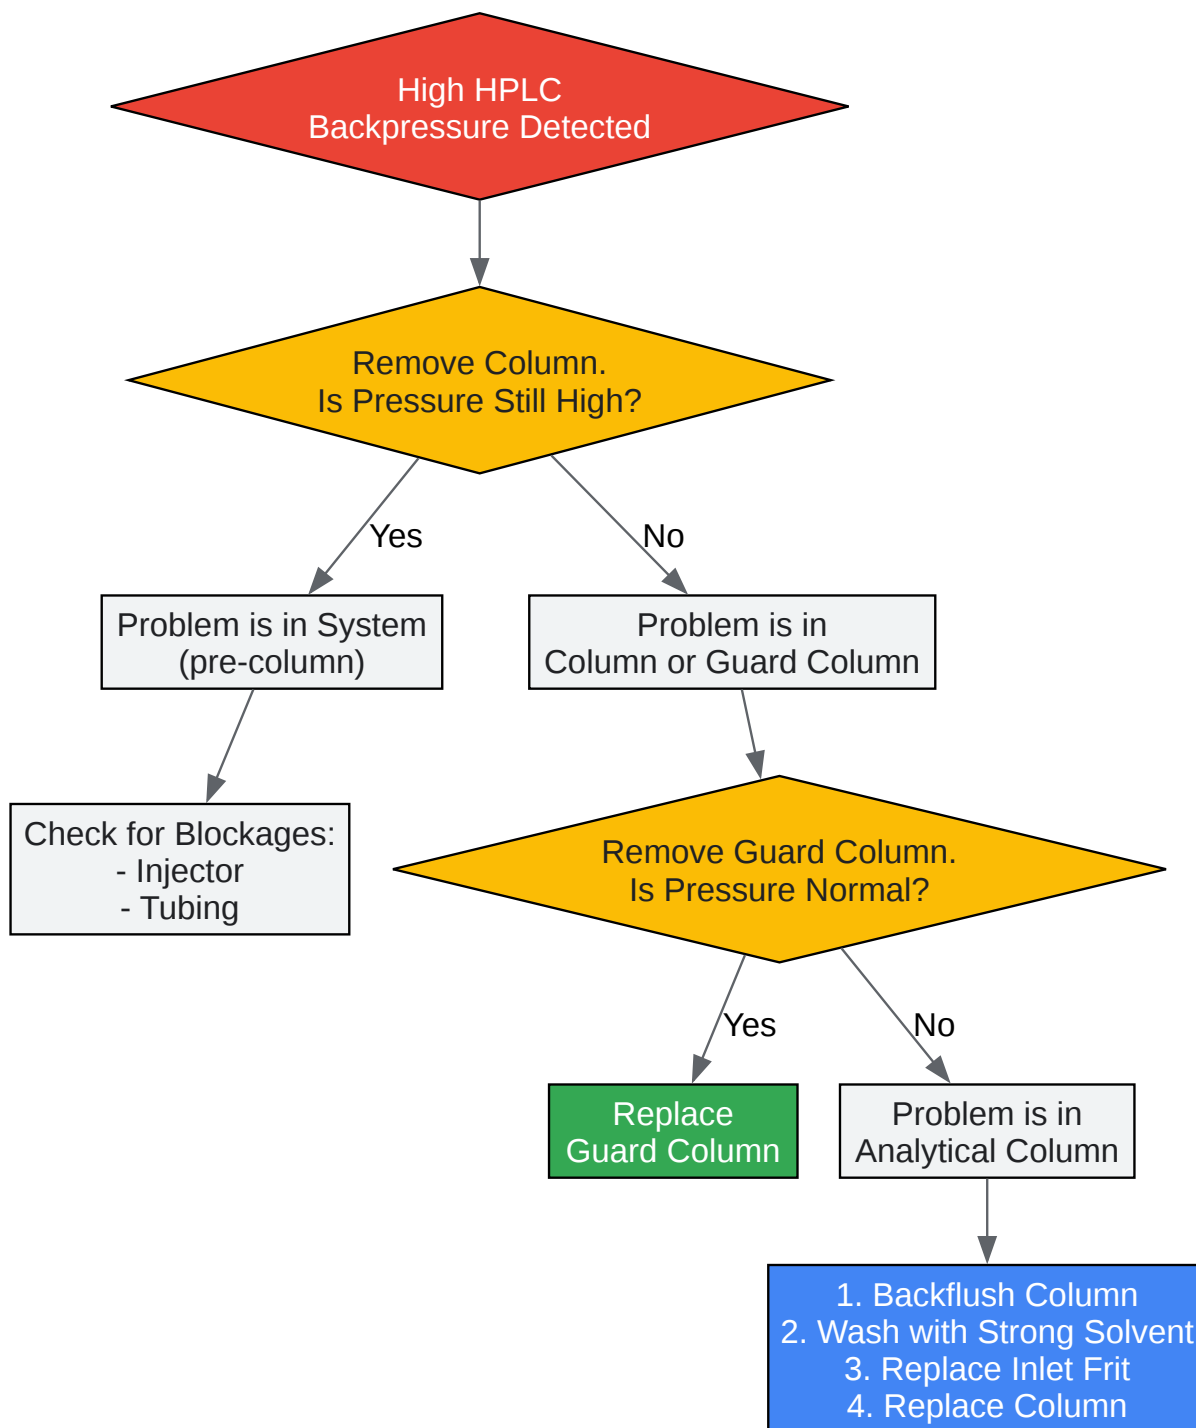 High HPLC
Backpressure Detected
Remove Column.
Is Pressure Still High?
Yes
No
Problem is in System
(pre-column)
Problem is in
Column or Guard Column
Check for Blockages:
- Injector
- Tubing
Remove Guard Column.
Is Pressure Normal?
Yes
No
Replace
Guard Column
Problem is in
Analytical Column
1. Backflush Column
2. Wash with Strong Solvent
3. Replace Inlet Frit
4. Replace Column